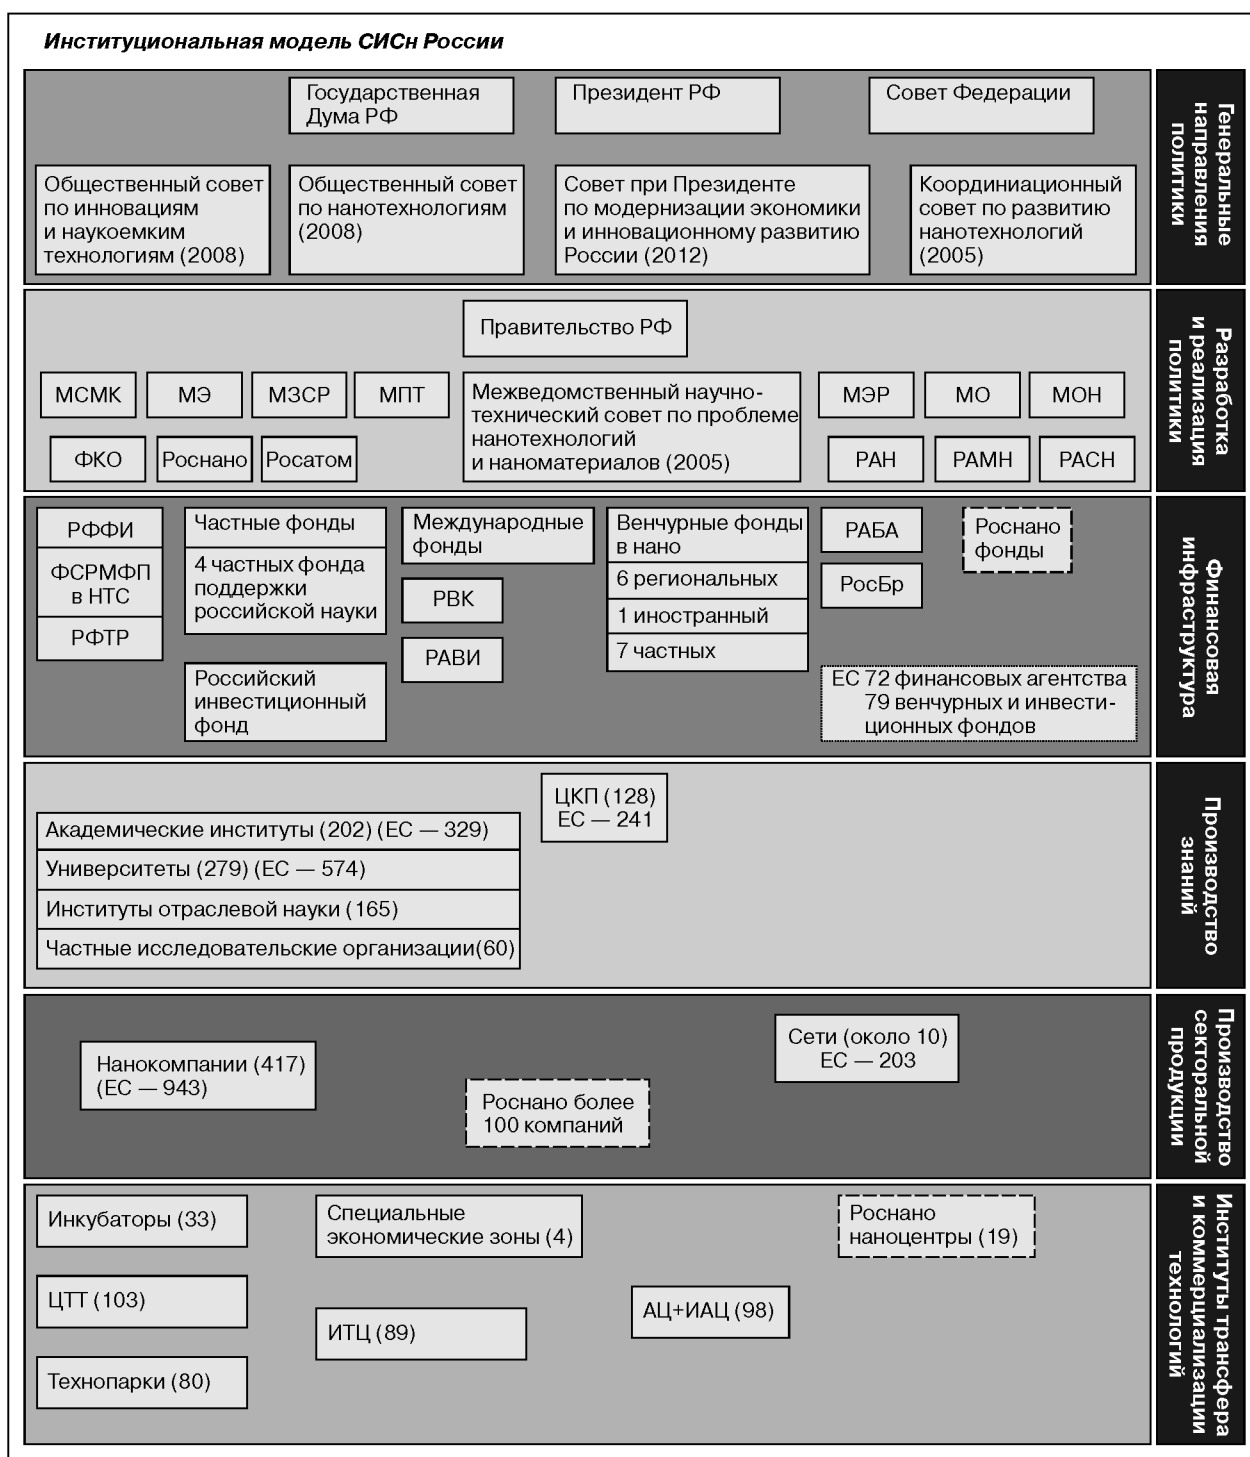 Институциональная модель СИСн России
Государственная
Дума РФ
Президент РФ
Совет Федерации
Общественный совет
по инновациям
и наукоемким
технологиям (2008)
Общественный совет
по нанотехнологиям
(2008)
Совет при Президенте
по модернизации экономики
и инновационному развитию
России (2012)
Координиационный
совет по развитию
нанотехнологий
(2005)
Генеральные
направления
политики
Правительство РФ
МСМК
МЭ
МЗСР
МПТ
Межведомственный научно-
технический совет по проблеме
нанотехнологий
и наноматериалов (2005)
МЭР
МО
МОН
ФКО
Роснано
Росатом
РАН
РАМН
РАСН
Разработка
и реализация
политики
РФФИ
ФСРМФП
в НТС
РФТР
Частные фонды
4 частных фонда
поддержки
российской науки
Российский
инвестиционный
фонд
Международные
фонды
РВК
РАВИ
Венчурные фонды
в нано
6 региональных
1 иностранный
7 частных
РАБА
РосБр
Роснано
фонды
ЕС 72 финансовых агентства
79 венчурных и инвести-
ционных фондов
Финансовая
инфраструктура
ЦКП (128)
ЕС — 241
Академические институты (202) (ЕС — 329)
Университеты (279) (ЕС — 574)
Институты отраслевой науки (165)
Частные исследовательские организации(60)
Производство
знаний
Нанокомпании (417)
(ЕС — 943)
Роснано более
100 компаний
Сети (около 10)
ЕС — 203
Производство
секторальной
продукции
Инкубаторы (33)
ЦТТ (103)
Технопарки (80)
Специальные
экономические зоны (4)
ИТЦ (89)
АЦ+ИАЦ (98)
Роснано
наноцентры (19)
Институты трансфера
и коммерциализации
технологий